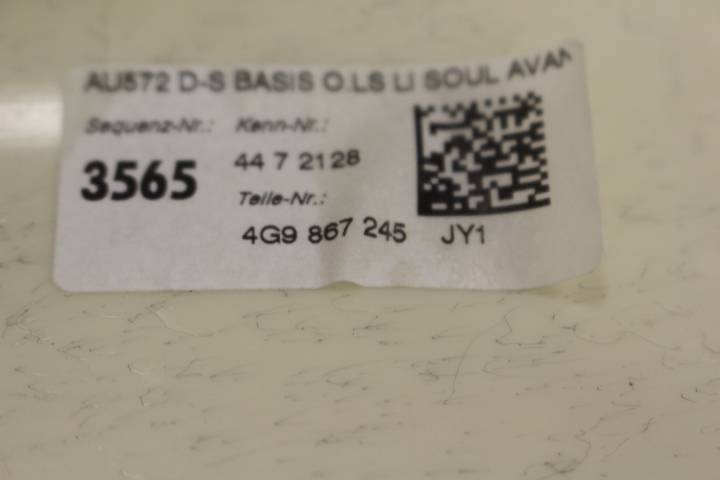 AU572 D-S BASIS O.LS LI SOUL AVAN
Sequenz-Nr.: Kenn-Nr.:
3565 44 7 2128
Teile-Nr.:
4G9 867 245 JY1